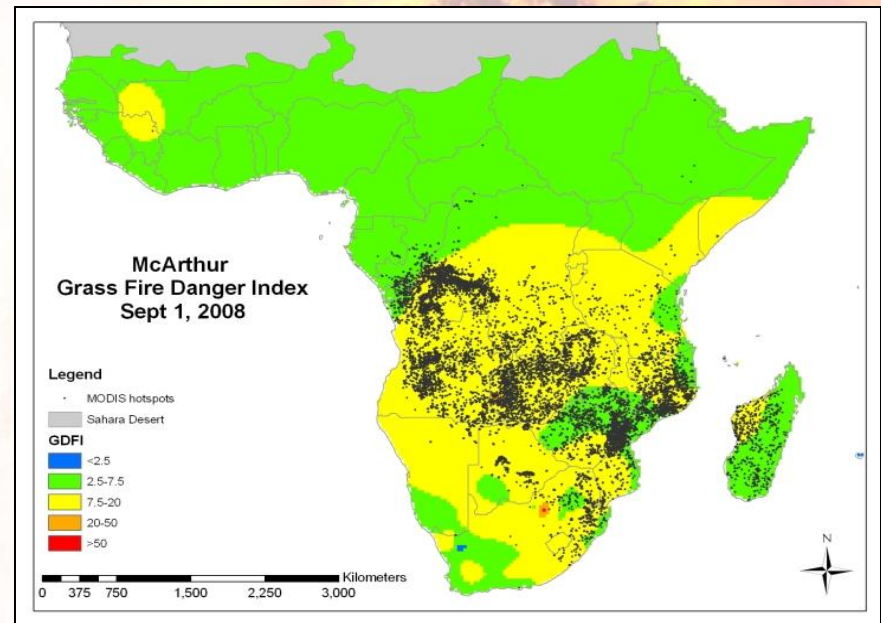 McArthur
Grass Fire Danger Index
Sept 1, 2008
Legend
MODIS hotspots
Sahara Desert
GDFI
<2.5
2.5-7.5
7.5-20
20-50
>50
Kilometers
0 375 750 1,500 2,250 3,000
N